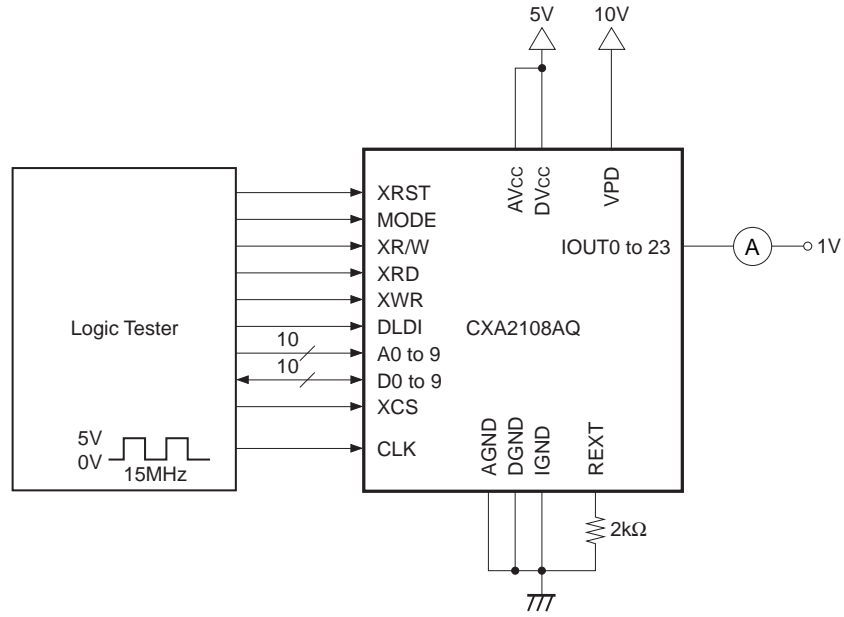 5V
10V
AVCC
DVCC
VPD
XRST
MODE
XR/W
XRD
XWR
DLDI
A0 to 9
D0 to 9
XCS
CLK
10
10
Logic Tester
5V
0V
15MHz
CXA2108AQ
IOUT0 to 23
A
1V
AGND
DGND
IGND
REXT
2kΩ